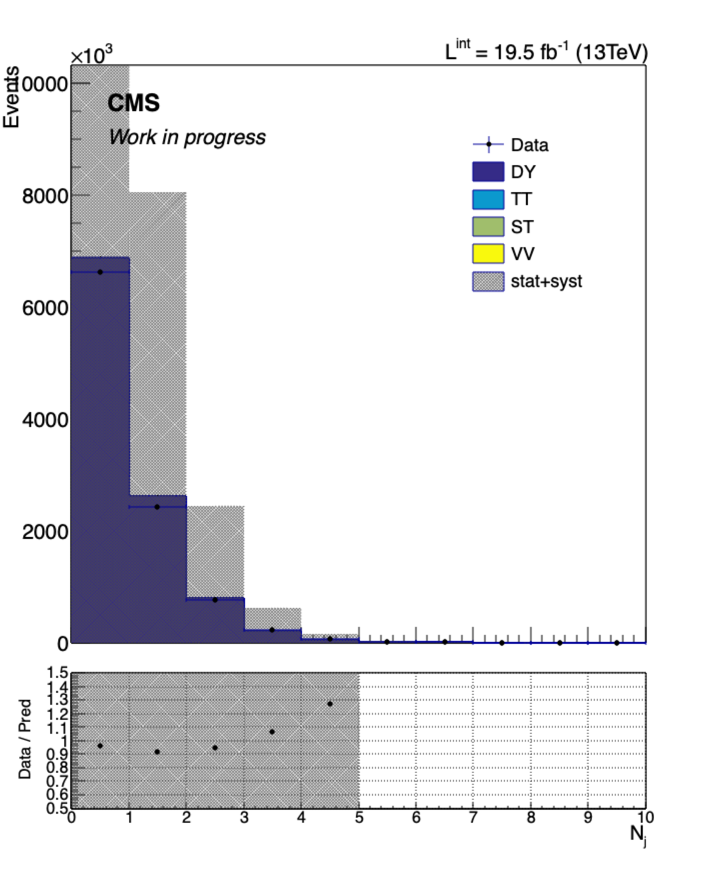 ×10³
L^int = 19.5 fb⁻¹ (13TeV)
Events
10000
8000
6000
4000
2000
0
CMS
Work in progress
Data
DY
TT
ST
VV
stat+syst
Data / Pred
1.5
1.4
1.3
1.2
1.1
1
0.9
0.8
0.7
0.6
0.5
0 1 2 3 4 5 6 7 8 9 10
N_j